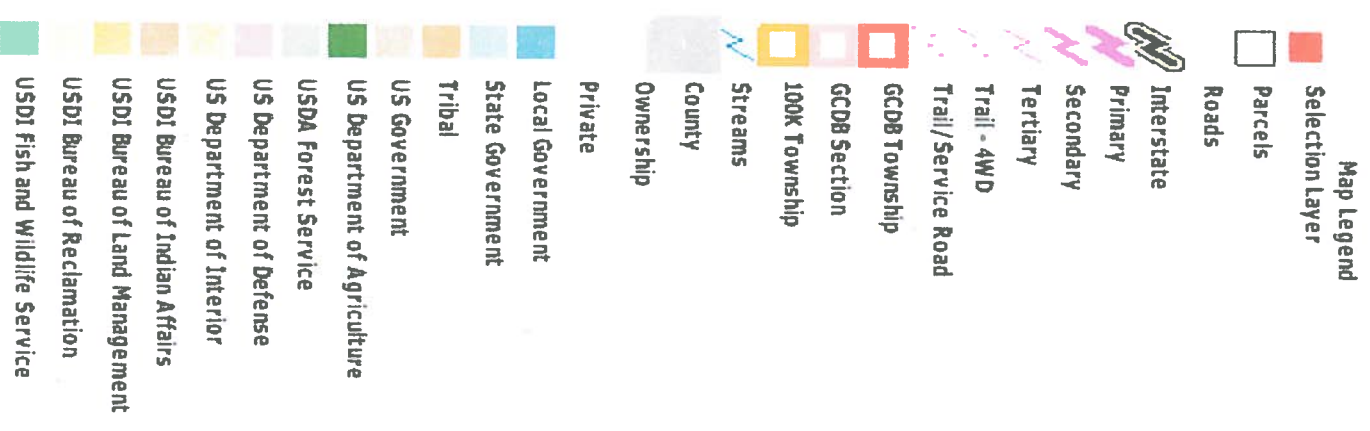 Map Legend
Selection Layer
Parcels
Roads
Interstate
Primary
Secondary
Tertiary
Trail - 4WD
Trail/Service Road
GCDB Township
GCDB Section
100K Township
Streams
County
Ownership
Private
Local Government
State Government
Tribal
US Government
US Department of Agriculture
USDA Forest Service
US Department of Defense
US Department of Interior
USDI Bureau of Indian Affairs
USDI Bureau of Land Management
USDI Bureau of Reclamation
USDI Fish and Wildlife Service